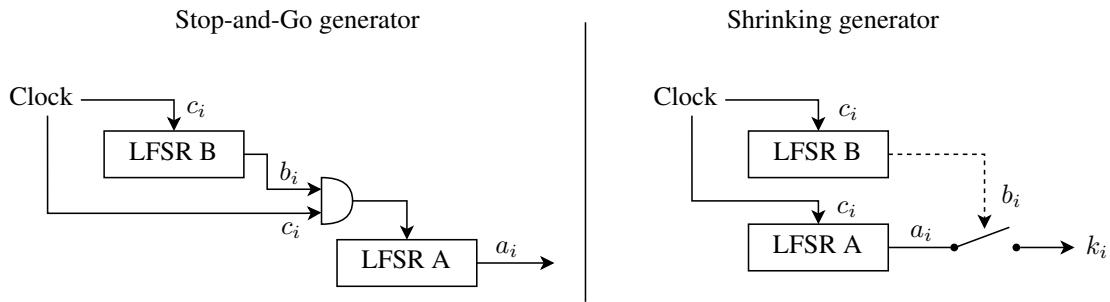 Stop-and-Go generator
Clock
c_i
LFSR B
b_i
c_i
LFSR A
a_i
Shrinking generator
Clock
c_i
LFSR B
c_i
b_i
LFSR A
a_i
k_i